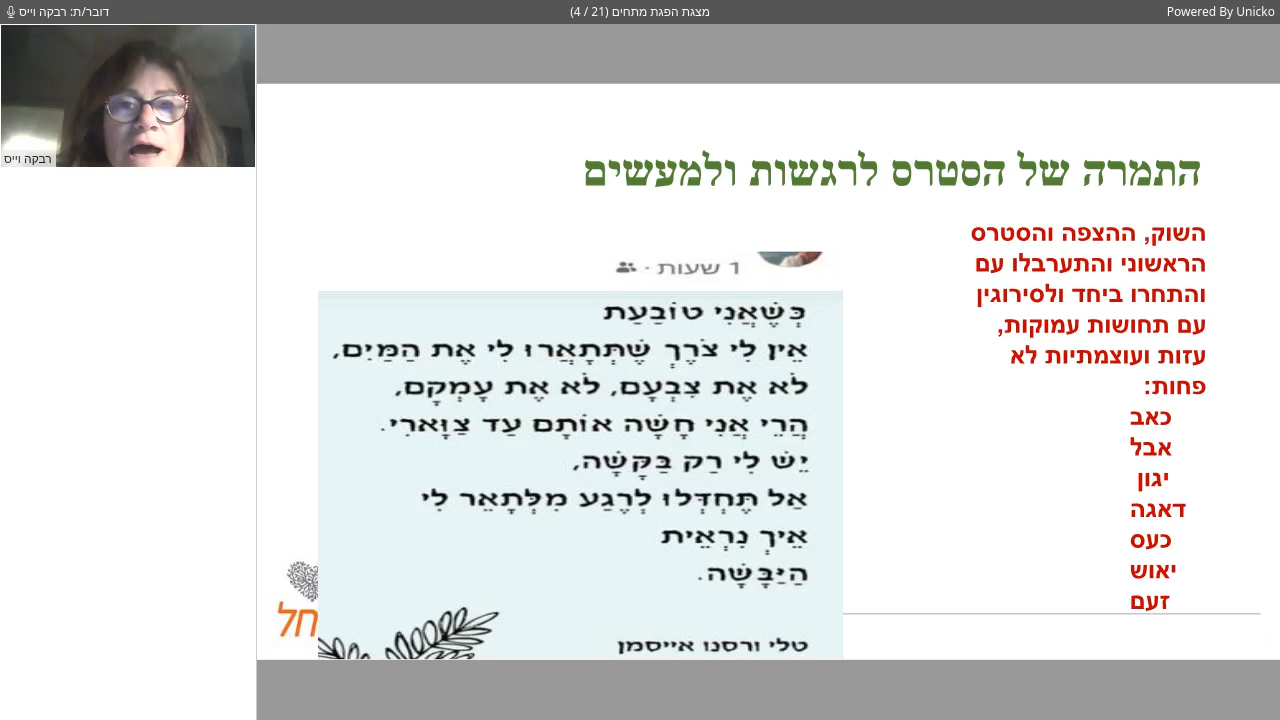 דובר/ת: רבקה וייס
מצגת הפגת מתחים (21 / 4)
Powered By Unicko
רבקה וייס
התמרה של הסטרס לרגשות ולמעשים
השוק, ההצפה והסטרס
הראשוני והתערבלו עם
והתחרו ביחד ולסירוגין
עם תחושות עמוקות,
עזות ועוצמתיות לא
פחות:
כאב
אבל
יגון
דאגה
כעס
יאוש
זעם
1 שעות ·
כְּשֶׁאֲנִי טוֹבַעַת
אֵין לִי צֹרֶךְ שֶׁתְּתָאֲרוּ לִי אֶת הַמַּיִם,
לֹא אֶת צִבְעָם, לֹא אֶת עָמְקָם,
הֲרֵי אֲנִי חָשָׁה אוֹתָם עַד צַוָּארִי.
יֵשׁ לִי רַק בַּקָּשָׁה,
אַל תֶּחְדְּלוּ לְרֶגַע מִלְּתָאֵר לִי
אֵיךְ נִרְאֵית
הַיַּבָּשָׁה.
טלי ורסנו אייסמן
חל